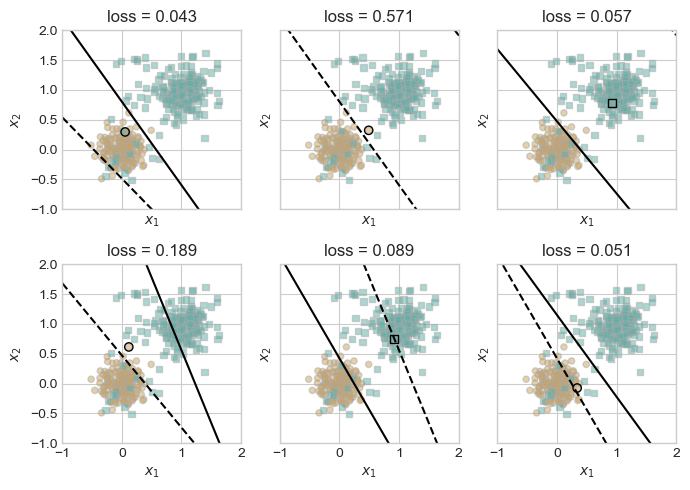 loss = 0.043
loss = 0.571
loss = 0.057
2.0
1.5
1.0
0.5
0.0
−0.5
−1.0
x₂
x₂
x₂
x₁
x₁
x₁
loss = 0.189
loss = 0.089
loss = 0.051
2.0
1.5
1.0
0.5
0.0
−0.5
−1.0
x₂
x₂
x₂
−1 0 1 2
−1 0 1 2
−1 0 1 2
x₁
x₁
x₁